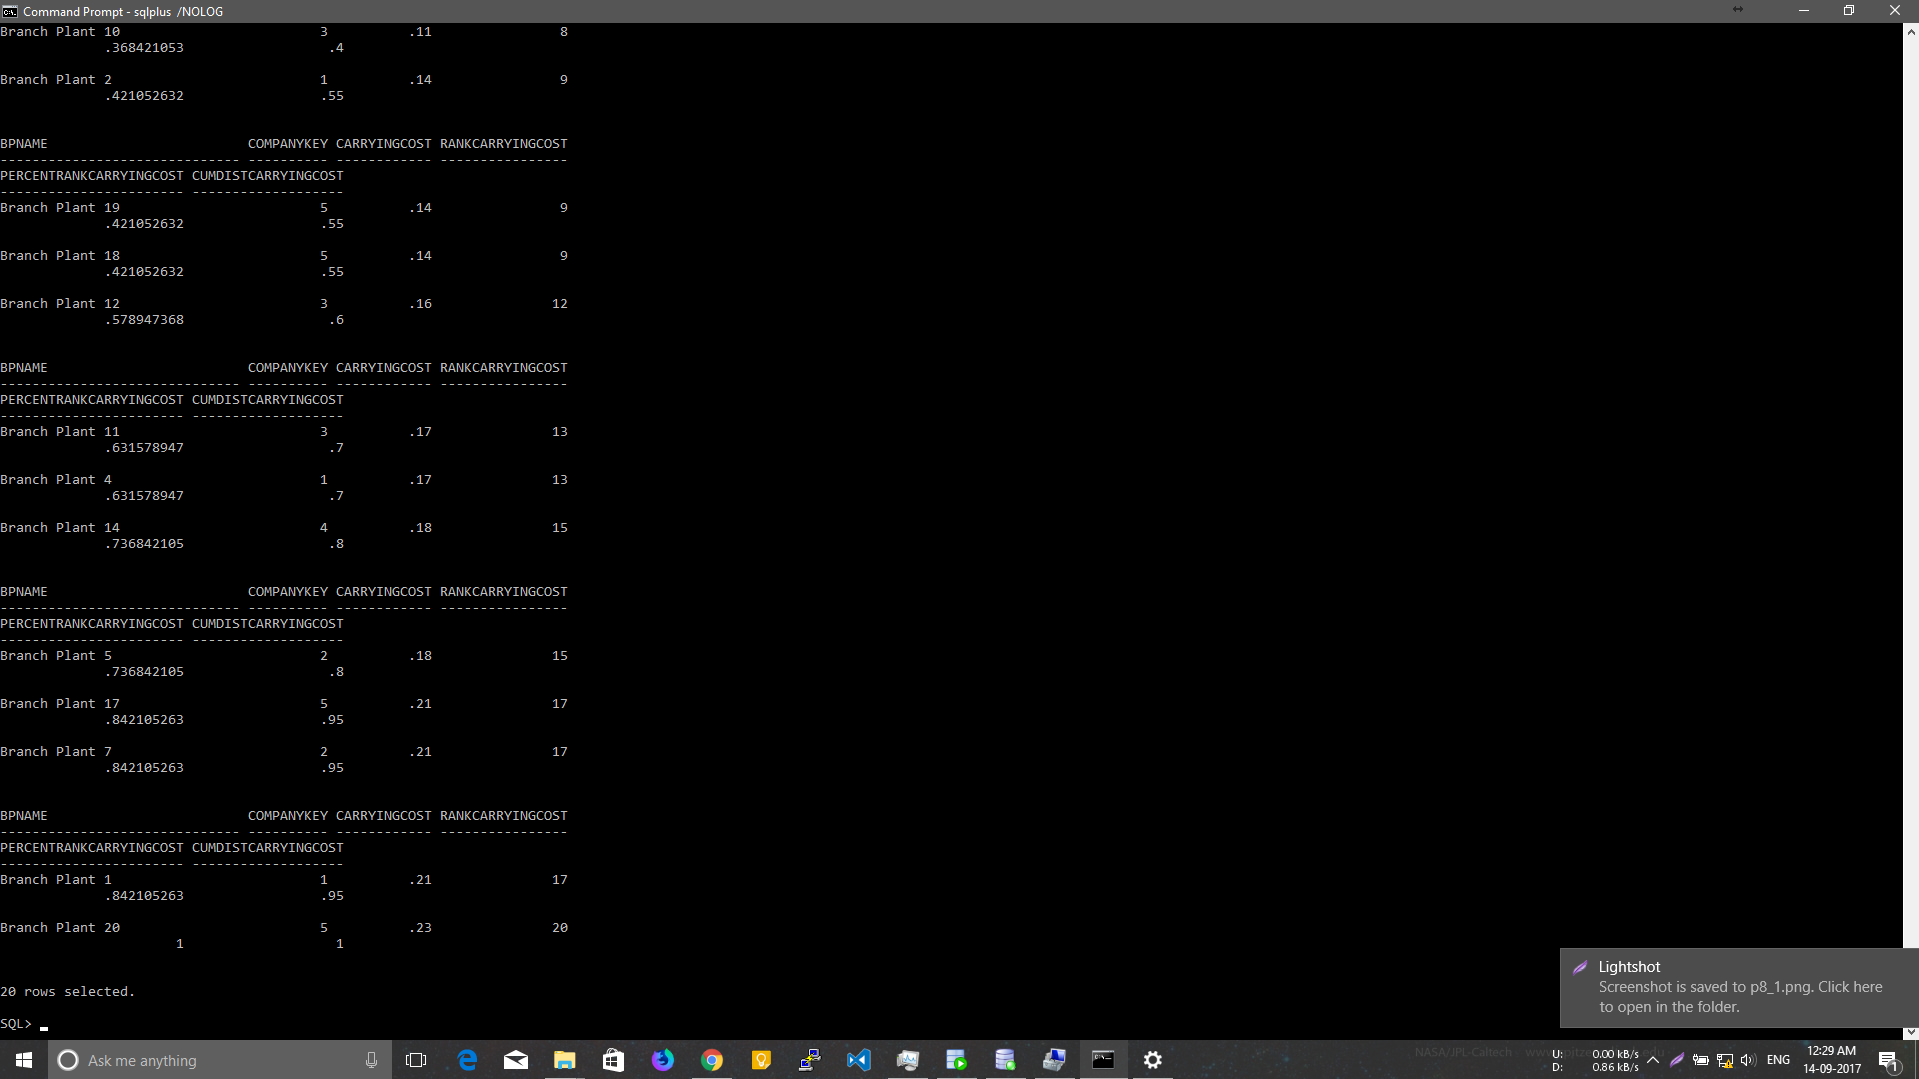 Command Prompt - sqlplus  /NOLOG
Branch Plant 10                         3          .11                8
             .368421053                  .4
Branch Plant 2                          1          .14                9
             .421052632                 .55
BPNAME                         COMPANYKEY CARRYINGCOST RANKCARRYINGCOST
------------------------------ ---------- ------------ ----------------
PERCENTRANKCARRYINGCOST CUMDISTCARRYINGCOST
----------------------- -------------------
Branch Plant 19                         5          .14                9
             .421052632                 .55
Branch Plant 18                         5          .14                9
             .421052632                 .55
Branch Plant 12                         3          .16               12
             .578947368                  .6
BPNAME                         COMPANYKEY CARRYINGCOST RANKCARRYINGCOST
------------------------------ ---------- ------------ ----------------
PERCENTRANKCARRYINGCOST CUMDISTCARRYINGCOST
----------------------- -------------------
Branch Plant 11                         3          .17               13
             .631578947                  .7
Branch Plant 4                          1          .17               13
             .631578947                  .7
Branch Plant 14                         4          .18               15
             .736842105                  .8
BPNAME                         COMPANYKEY CARRYINGCOST RANKCARRYINGCOST
------------------------------ ---------- ------------ ----------------
PERCENTRANKCARRYINGCOST CUMDISTCARRYINGCOST
----------------------- -------------------
Branch Plant 5                          2          .18               15
             .736842105                  .8
Branch Plant 17                         5          .21               17
             .842105263                 .95
Branch Plant 7                          2          .21               17
             .842105263                 .95
BPNAME                         COMPANYKEY CARRYINGCOST RANKCARRYINGCOST
------------------------------ ---------- ------------ ----------------
PERCENTRANKCARRYINGCOST CUMDISTCARRYINGCOST
----------------------- -------------------
Branch Plant 1                          1          .21               17
             .842105263                 .95
Branch Plant 20                         5          .23               20
                      1                   1
20 rows selected.
SQL>
Lightshot
Screenshot is saved to p8_1.png. Click here
to open in the folder.
Ask me anything
NASA/JPL-Caltech
U: 0.00 kB/s
D: 0.86 kB/s
ENG
12:29 AM
14-09-2017
1